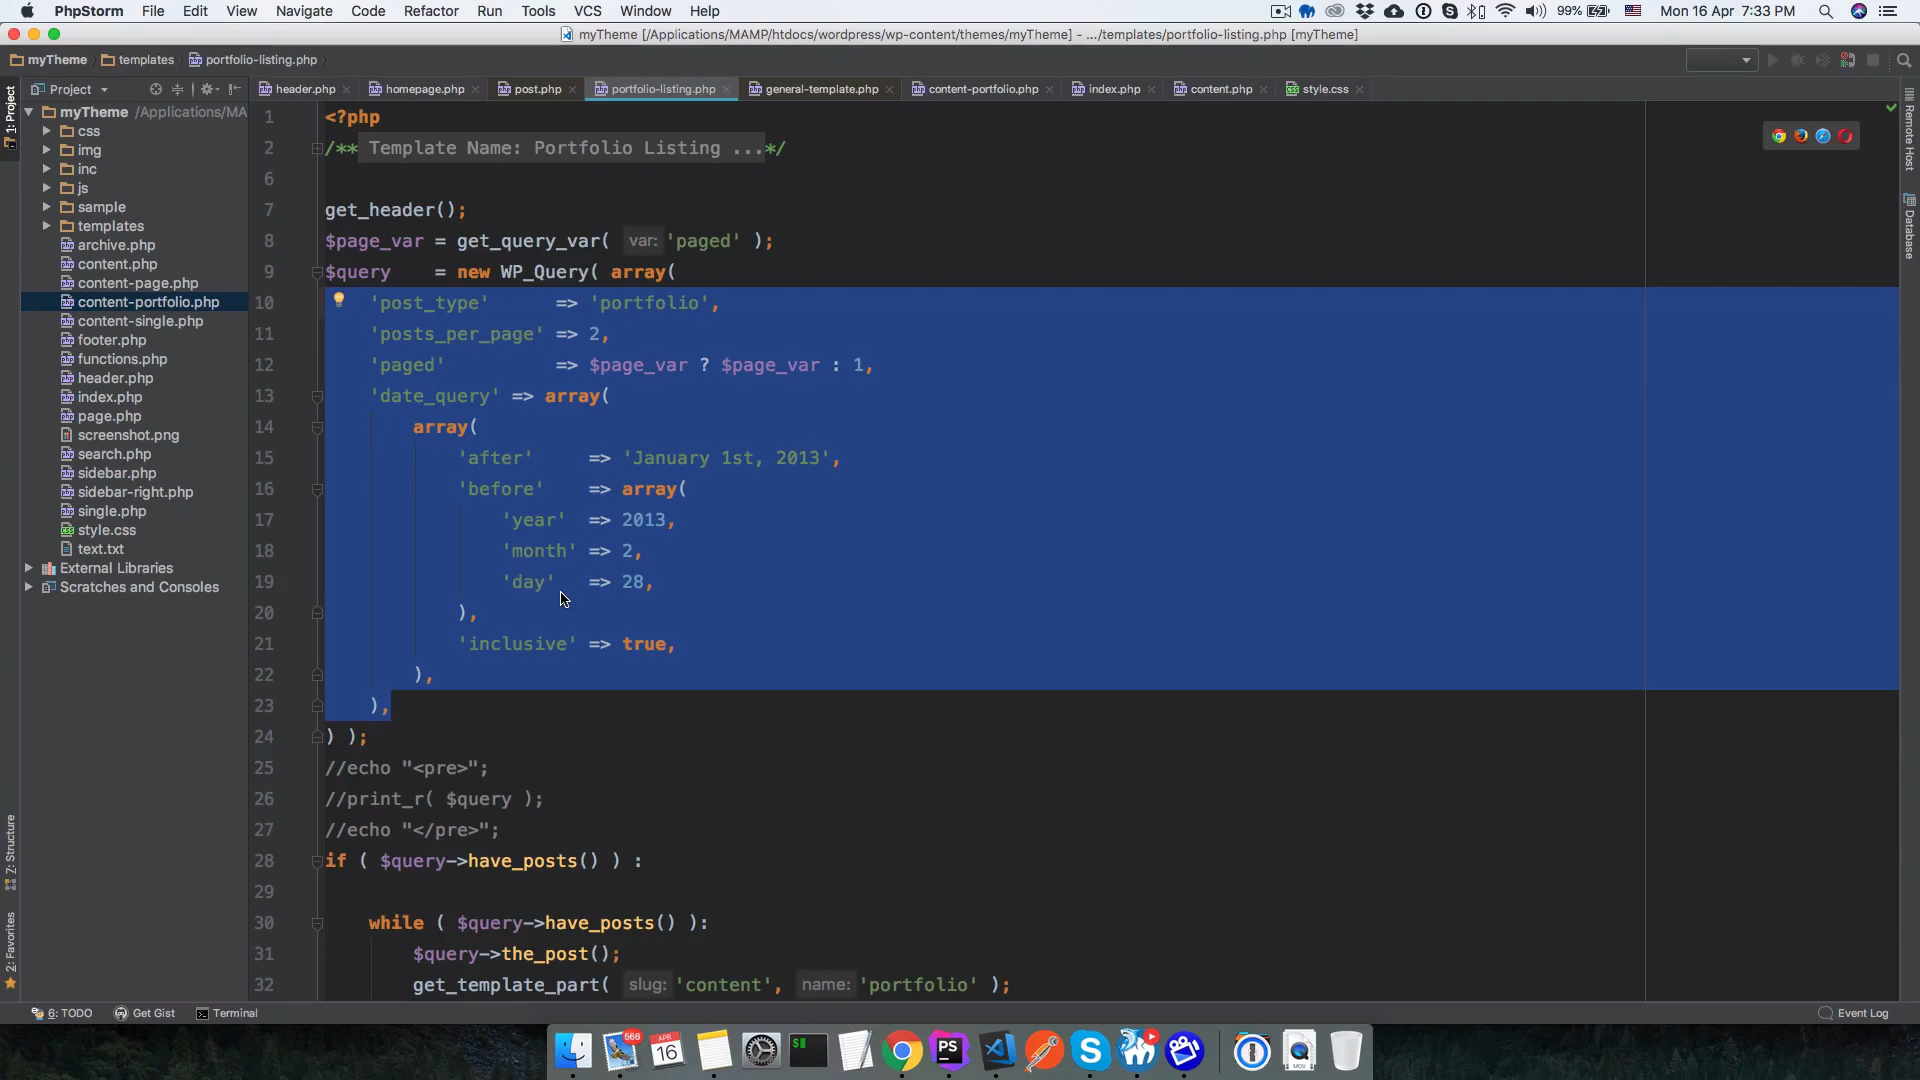 PhpStorm File Edit View Navigate Code Refactor Run Tools VCS Window Help
99% Mon 16 Apr 7:33 PM
myTheme [/Applications/MAMP/htdocs/wordpress/wp-content/themes/myTheme] - .../templates/portfolio-listing.php [myTheme]
myTheme templates portfolio-listing.php
Project
header.php homepage.php post.php portfolio-listing.php general-template.php content-portfolio.php index.php content.php style.css
myTheme /Applications/MA
css
img
inc
js
sample
templates
archive.php
content.php
content-page.php
content-portfolio.php
content-single.php
footer.php
functions.php
header.php
index.php
page.php
screenshot.png
search.php
sidebar.php
sidebar-right.php
single.php
style.css
text.txt
External Libraries
Scratches and Consoles
1: Project
7: Structure
2: Favorites
1 <?php
2 /** Template Name: Portfolio Listing ...*/
6
7 get_header();
8 $page_var = get_query_var( var: 'paged' );
9 $query = new WP_Query( array(
10 'post_type' => 'portfolio',
11 'posts_per_page' => 2,
12 'paged' => $page_var ? $page_var : 1,
13 'date_query' => array(
14 array(
15 'after' => 'January 1st, 2013',
16 'before' => array(
17 'year' => 2013,
18 'month' => 2,
19 'day' => 28,
20 ),
21 'inclusive' => true,
22 ),
23 ),
24 ) );
25 //echo "<pre>";
26 //print_r( $query );
27 //echo "</pre>";
28 if ( $query->have_posts() ) :
29
30 while ( $query->have_posts() ):
31 $query->the_post();
32 get_template_part( slug: 'content', name: 'portfolio' );
Remote Host
Database
6: TODO Get Gist Terminal Event Log
566
APR
16
$
PS
S
MOV